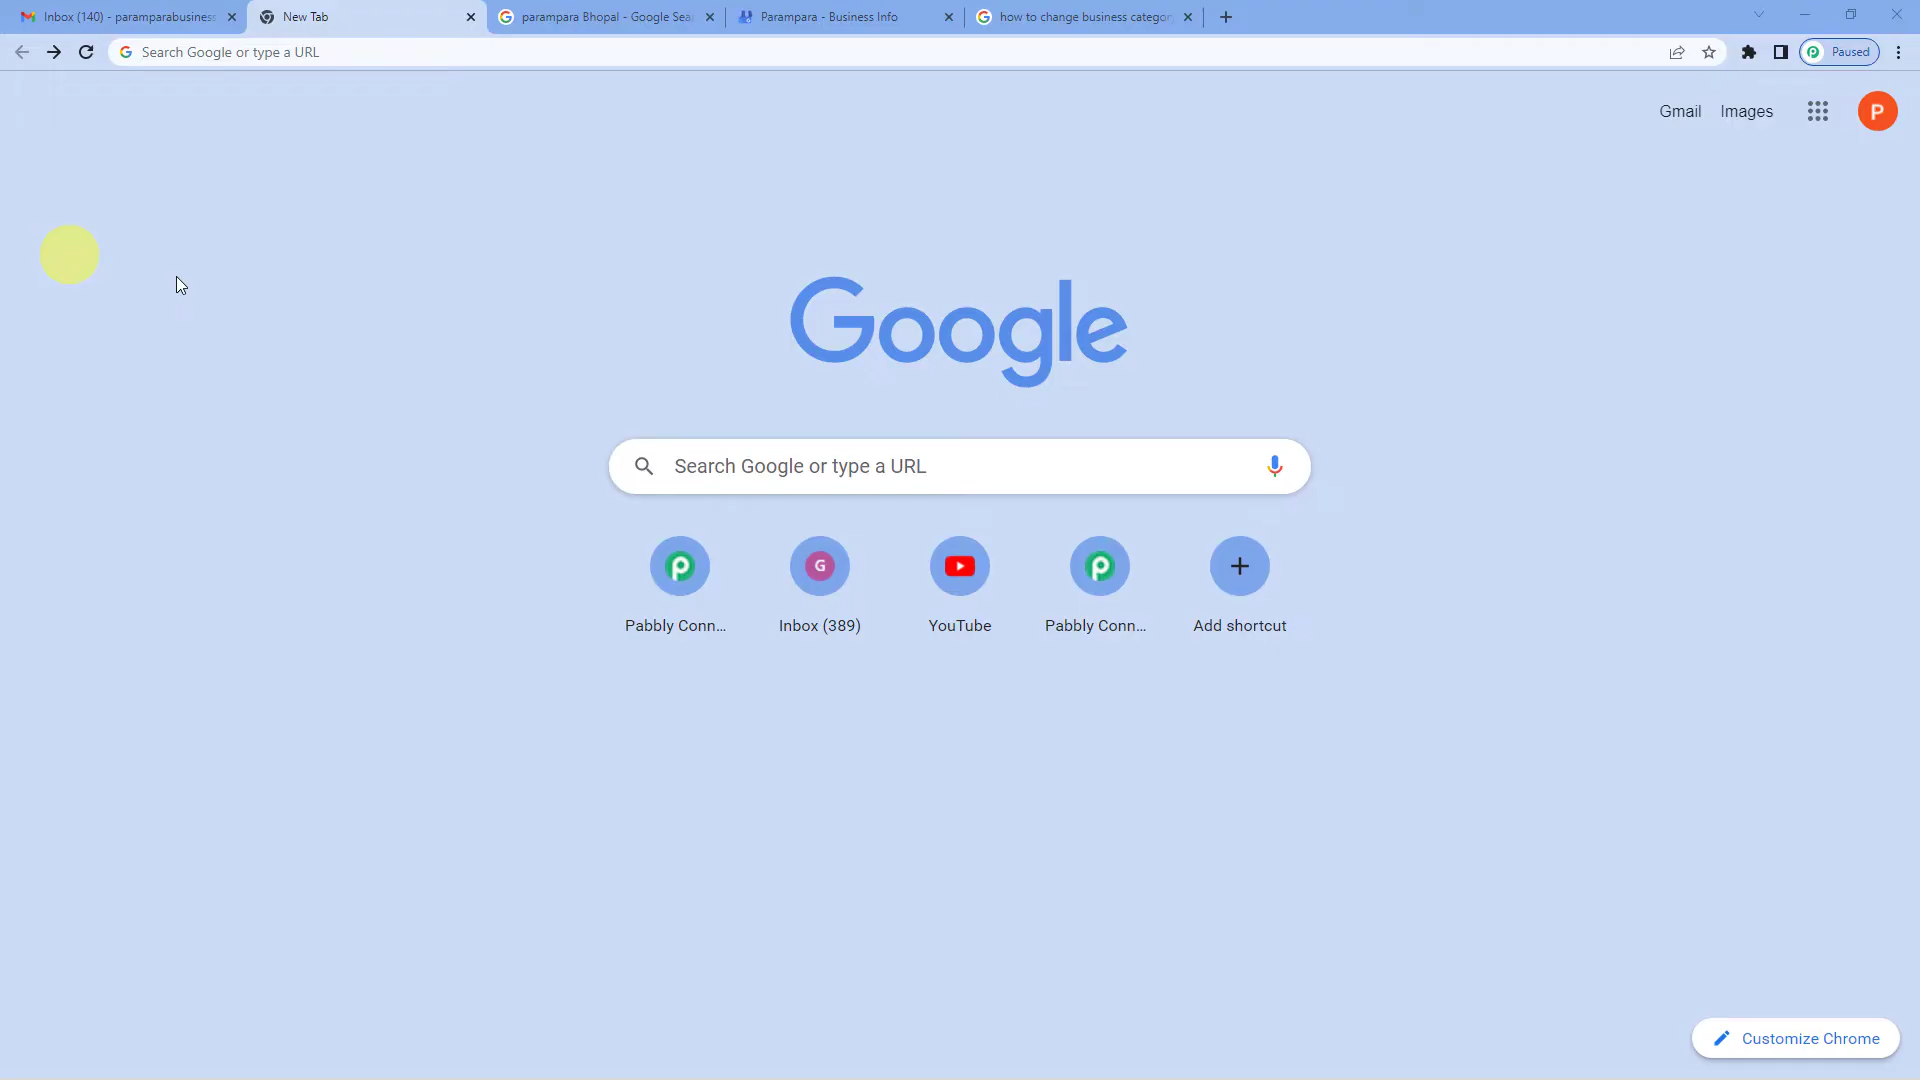 Inbox (140) - paramparabusiness
New Tab
parampara Bhopal - Google Sea
Parampara - Business Info
how to change business categor
Search Google or type a URL
Paused
Gmail
Images
P
Google
Search Google or type a URL
G
Pabbly Conn...
Inbox (389)
YouTube
Pabbly Conn...
Add shortcut
Customize Chrome